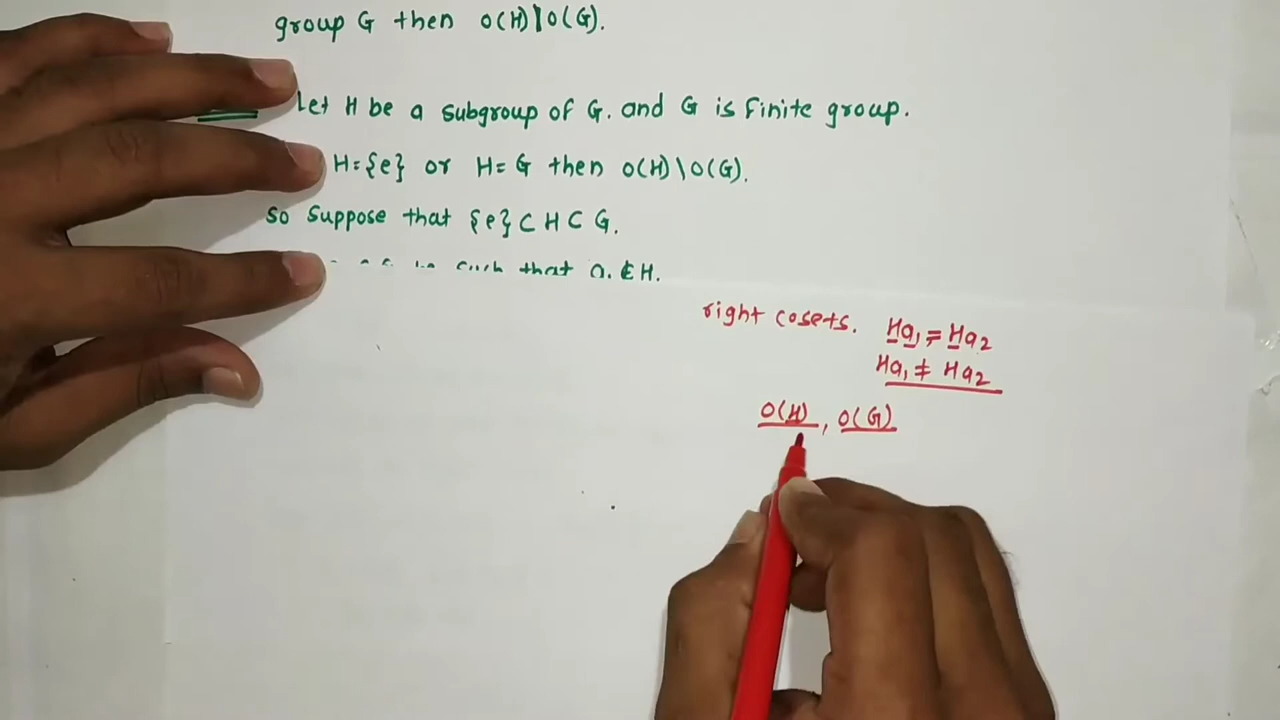 group G then O(H)|O(G).
Let H be a subgroup of G. and G is finite group.
H={e} or H=G then O(H)\O(G).
So Suppose that {e}⊂H⊂G.
such that a. ∉H.
right cosets. Ha₁=Ha₂
Ha₁≠Ha₂
O(H), O(G)